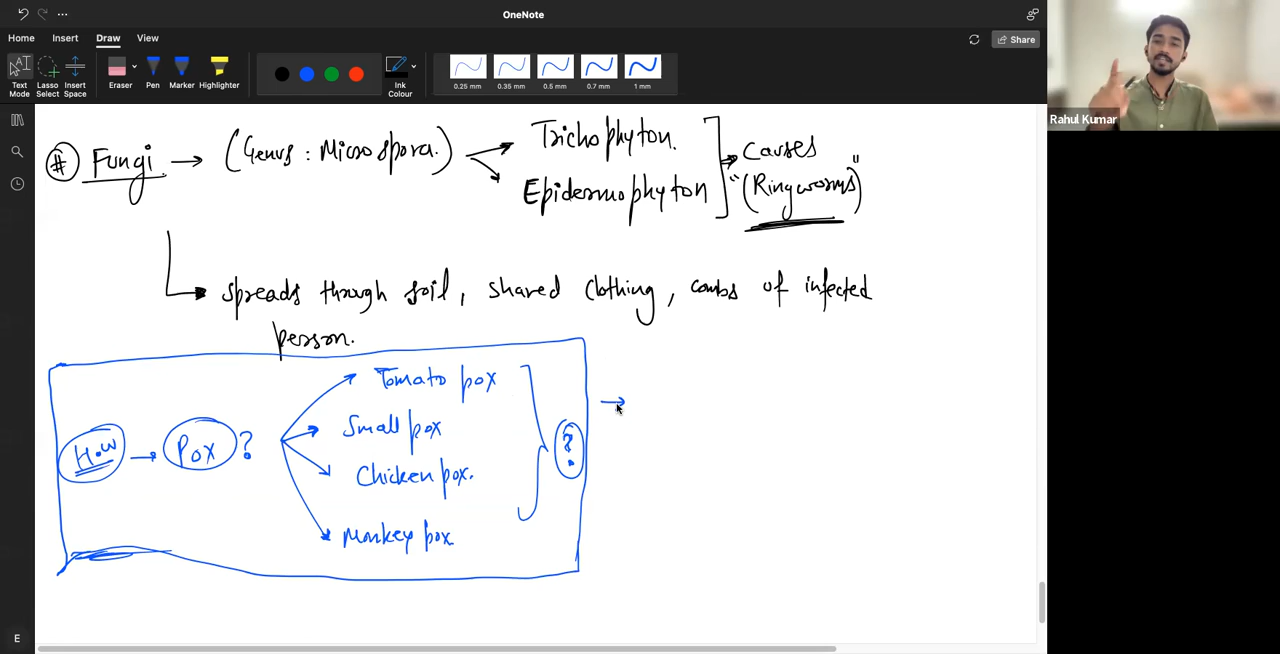 OneNote
Home Insert Draw View
Share
Text Mode
Lasso Select
Insert Space
Eraser
Pen
Marker
Highlighter
Ink Colour
0.25 mm
0.35 mm
0.5 mm
0.7 mm
1 mm
Rahul Kumar
# Fungi → (Genus : Microspora.) Trichophyton.
Epidermophyton
Causes
"(Ringworms)"
spreads through soil, shared clothing, combs of infected
person.
H.W → Pox ?
Tomato pox
Small pox
Chicken pox.
Monkey pox
?
→
E